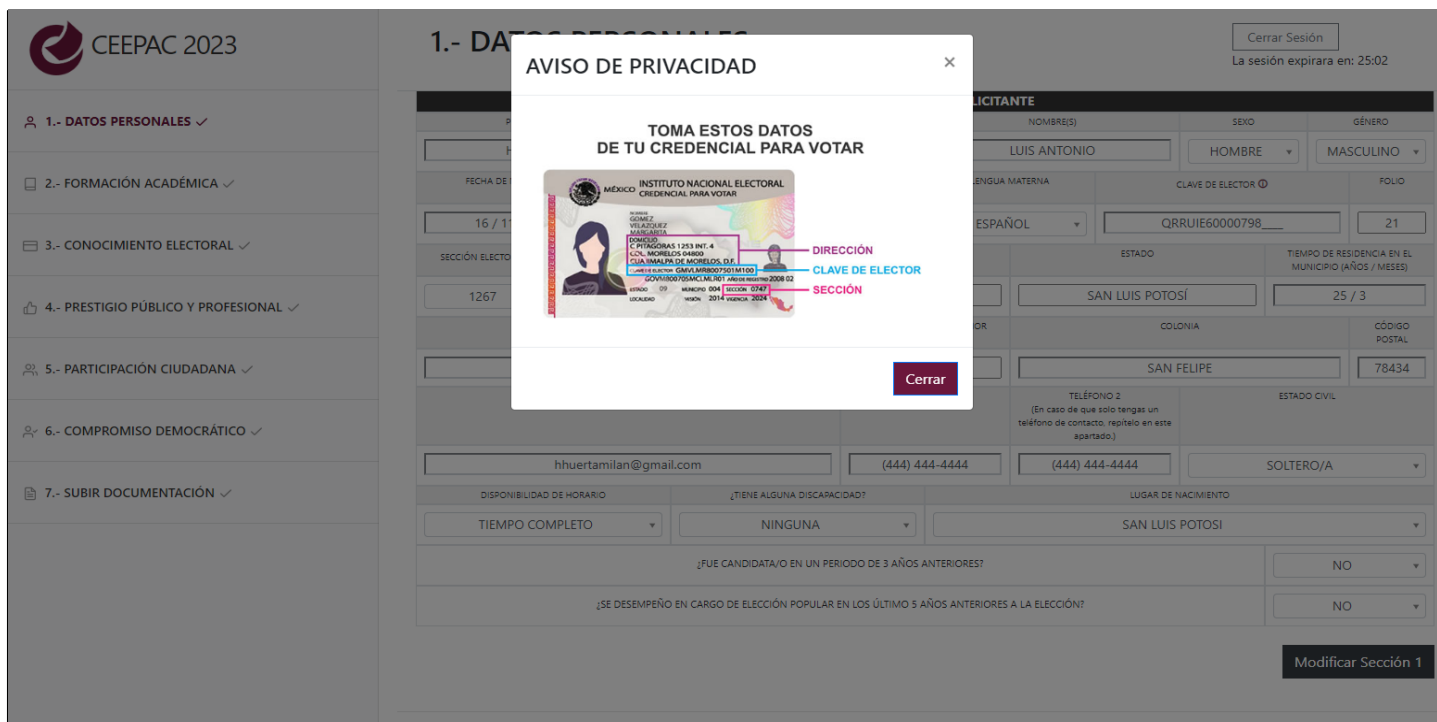 CEEPAC 2023
1.- DATOS PERSONALES
Cerrar Sesión
La sesión expirara en: 25:02
1.- DATOS PERSONALES
2.- FORMACIÓN ACADÉMICA
3.- CONOCIMIENTO ELECTORAL
4.- PRESTIGIO PÚBLICO Y PROFESIONAL
5.- PARTICIPACIÓN CIUDADANA
6.- COMPROMISO DEMOCRÁTICO
7.- SUBIR DOCUMENTACIÓN
AVISO DE PRIVACIDAD
×
TOMA ESTOS DATOS
DE TU CREDENCIAL PARA VOTAR
MÉXICO INSTITUTO NACIONAL ELECTORAL
CREDENCIAL PARA VOTAR
NOMBRE
GOMEZ
VELAZQUEZ
MARGARITA
DOMICILIO
C PITAGORAS 1253 INT. 4
COL. MORELOS 04800
CUAJIMALPA DE MORELOS, D.F.
CLAVE DE ELECTOR GMVLMR8007501M100
AÑO DE REGISTRO 2008 02
ESTADO 09 MUNICIPIO 004 SECCIÓN 0747
LOCALIDAD 2014 VIGENCIA 2024
DIRECCIÓN
CLAVE DE ELECTOR
SECCIÓN
Cerrar
LICITANTE
NOMBRE(S) SEXO GÉNERO
LUIS ANTONIO HOMBRE MASCULINO
FECHA DE LENGUA MATERNA CLAVE DE ELECTOR FOLIO
16 / 11 ESPAÑOL QRRUIE60000798____ 21
SECCIÓN ELECTO ESTADO TIEMPO DE RESIDENCIA EN EL
MUNICIPIO (AÑOS / MESES)
1267 SAN LUIS POTOSÍ 25 / 3
IOR COLONIA CÓDIGO
POSTAL
SAN FELIPE 78434
TELÉFONO 2 ESTADO CIVIL
(En caso de que solo tengas un
teléfono de contacto, repítelo en este
apartado.)
hhuertamilan@gmail.com (444) 444-4444 (444) 444-4444 SOLTERO/A
DISPONIBILIDAD DE HORARIO ¿TIENE ALGUNA DISCAPACIDAD? LUGAR DE NACIMIENTO
TIEMPO COMPLETO NINGUNA SAN LUIS POTOSI
¿FUE CANDIDATA/O EN UN PERIODO DE 3 AÑOS ANTERIORES? NO
¿SE DESEMPEÑO EN CARGO DE ELECCIÓN POPULAR EN LOS ÚLTIMO 5 AÑOS ANTERIORES A LA ELECCIÓN? NO
Modificar Sección 1